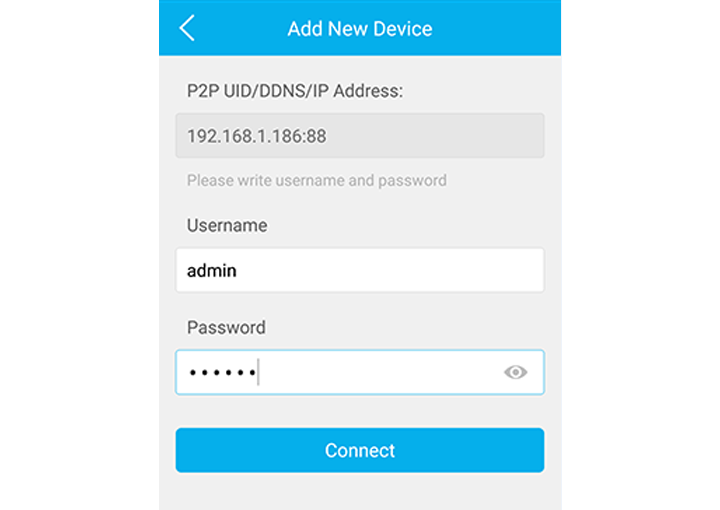 Add New Device
P2P UID/DDNS/IP Address:
192.168.1.186:88
Please write username and password
Username
admin
Password
••••••
Connect